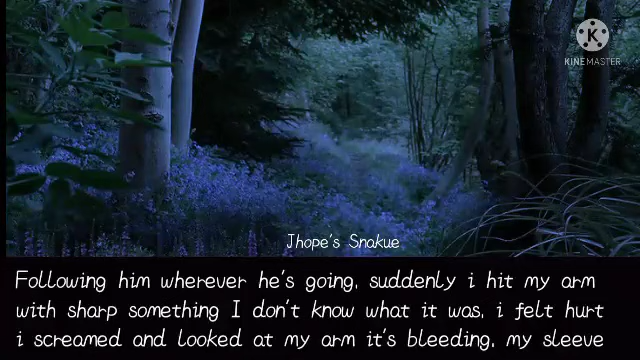 K
KINEMASTER
Jhope's Snakue
Following him wherever he's going, suddenly i hit my arm
with sharp something I don't know what it was, i felt hurt
i screamed and looked at my arm it's bleeding, my sleeve